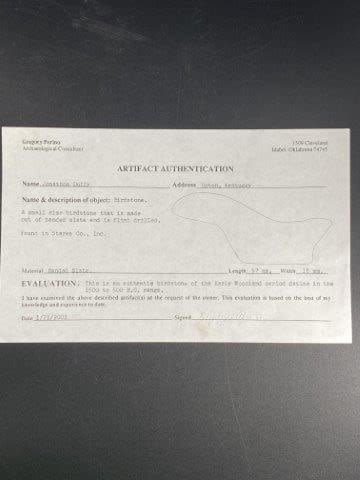 Gregory Perino 1509 Cleveland
Archaeological Consultant Idabel, Oklahoma 74745
ARTIFACT AUTHENTICATION
Name Jonathon Duffy Address Upton, Kentucky
Name & description of object: Birdstone.
A small size birdstone that is made
out of banded slate and is flint drilled.
Found in Starke Co., Inc.
Material Banded Slate. Length 97 mm. Width 15 mm.
EVALUATION: This is an authentic birdstone of the Early Woodland period dating in the
1500 to 500 B.C. range.
I have examined the above described artifact(s) at the request of the owner. This evaluation is based on the best of my
knowledge and experience to date.
Date Signed